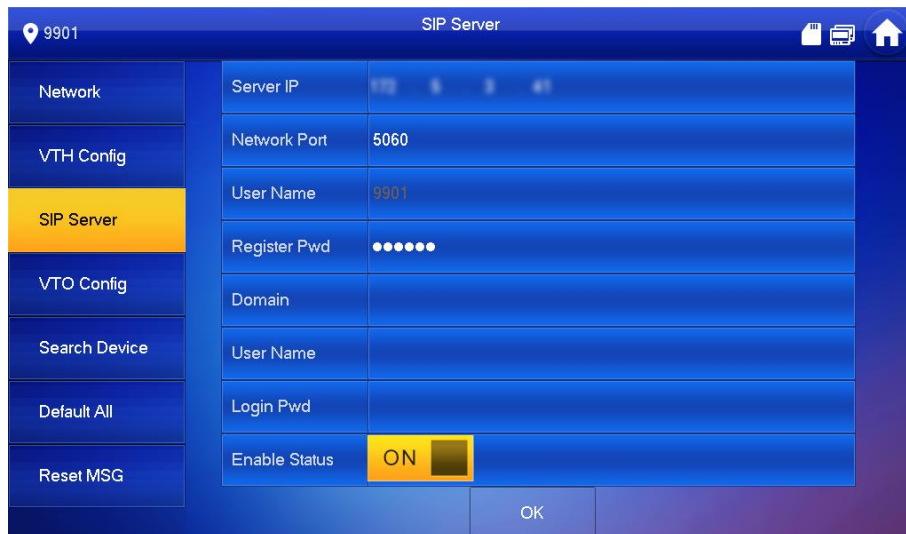 9901
SIP Server
Network
VTH Config
SIP Server
VTO Config
Search Device
Default All
Reset MSG
Server IP
Network Port 5060
User Name 9901
Register Pwd ●●●●●●
Domain
User Name
Login Pwd
Enable Status ON
OK